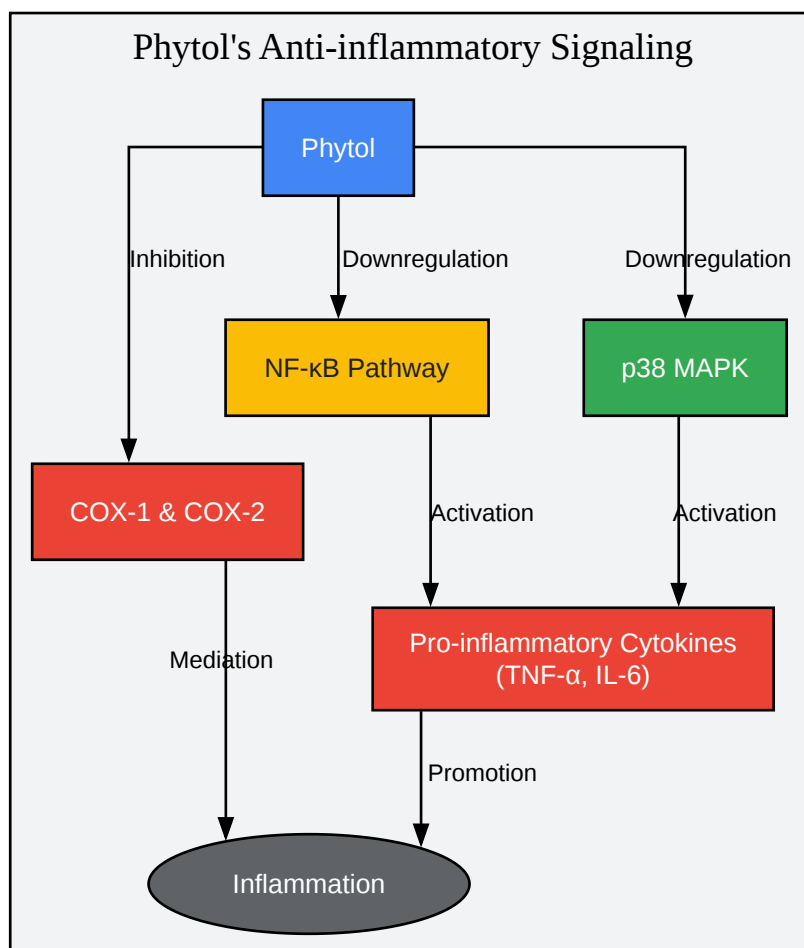 Phytol's Anti-inflammatory Signaling
Phytol
Inhibition
Downregulation
Downregulation
NF-κB Pathway
p38 MAPK
COX-1 & COX-2
Activation
Activation
Pro-inflammatory Cytokines
(TNF-α, IL-6)
Mediation
Promotion
Inflammation